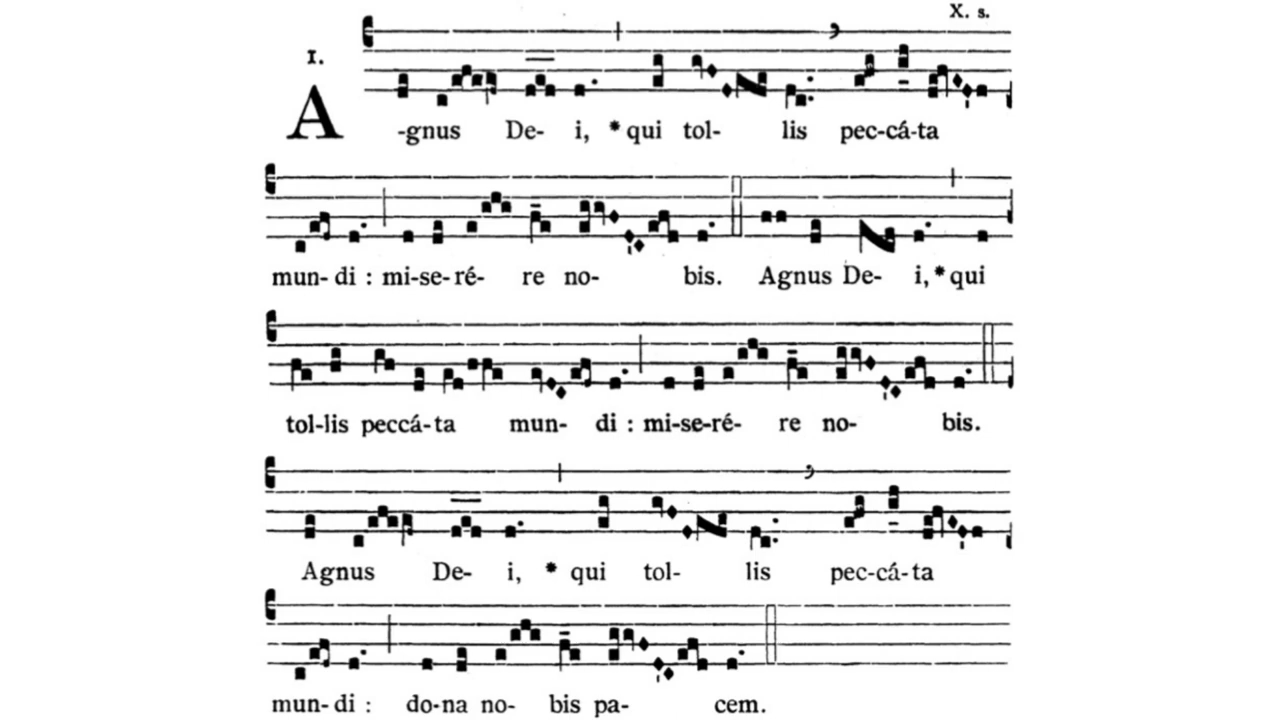 X. s.
1.
A-gnus De- i, * qui tol- lis pec-cá-ta
mun- di : mi-se-ré- re no- bis. Agnus De- i, * qui
tol-lis peccá-ta mun- di : mi-se-ré- re no- bis.
Agnus De- i, * qui tol- lis pec-cá-ta
mun- di : do-na no- bis pa- cem.